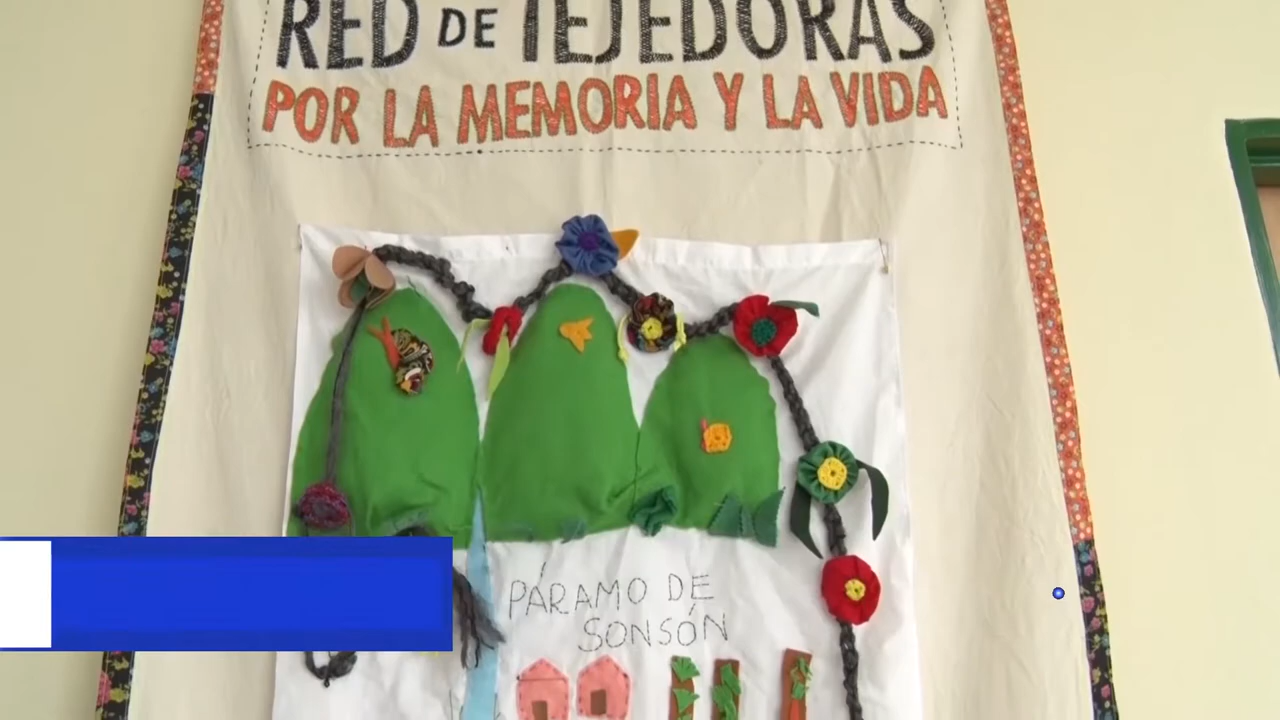 RED DE TEJEDORAS
POR LA MEMORIA Y LA VIDA
PÁRAMO DE
SONSÓN